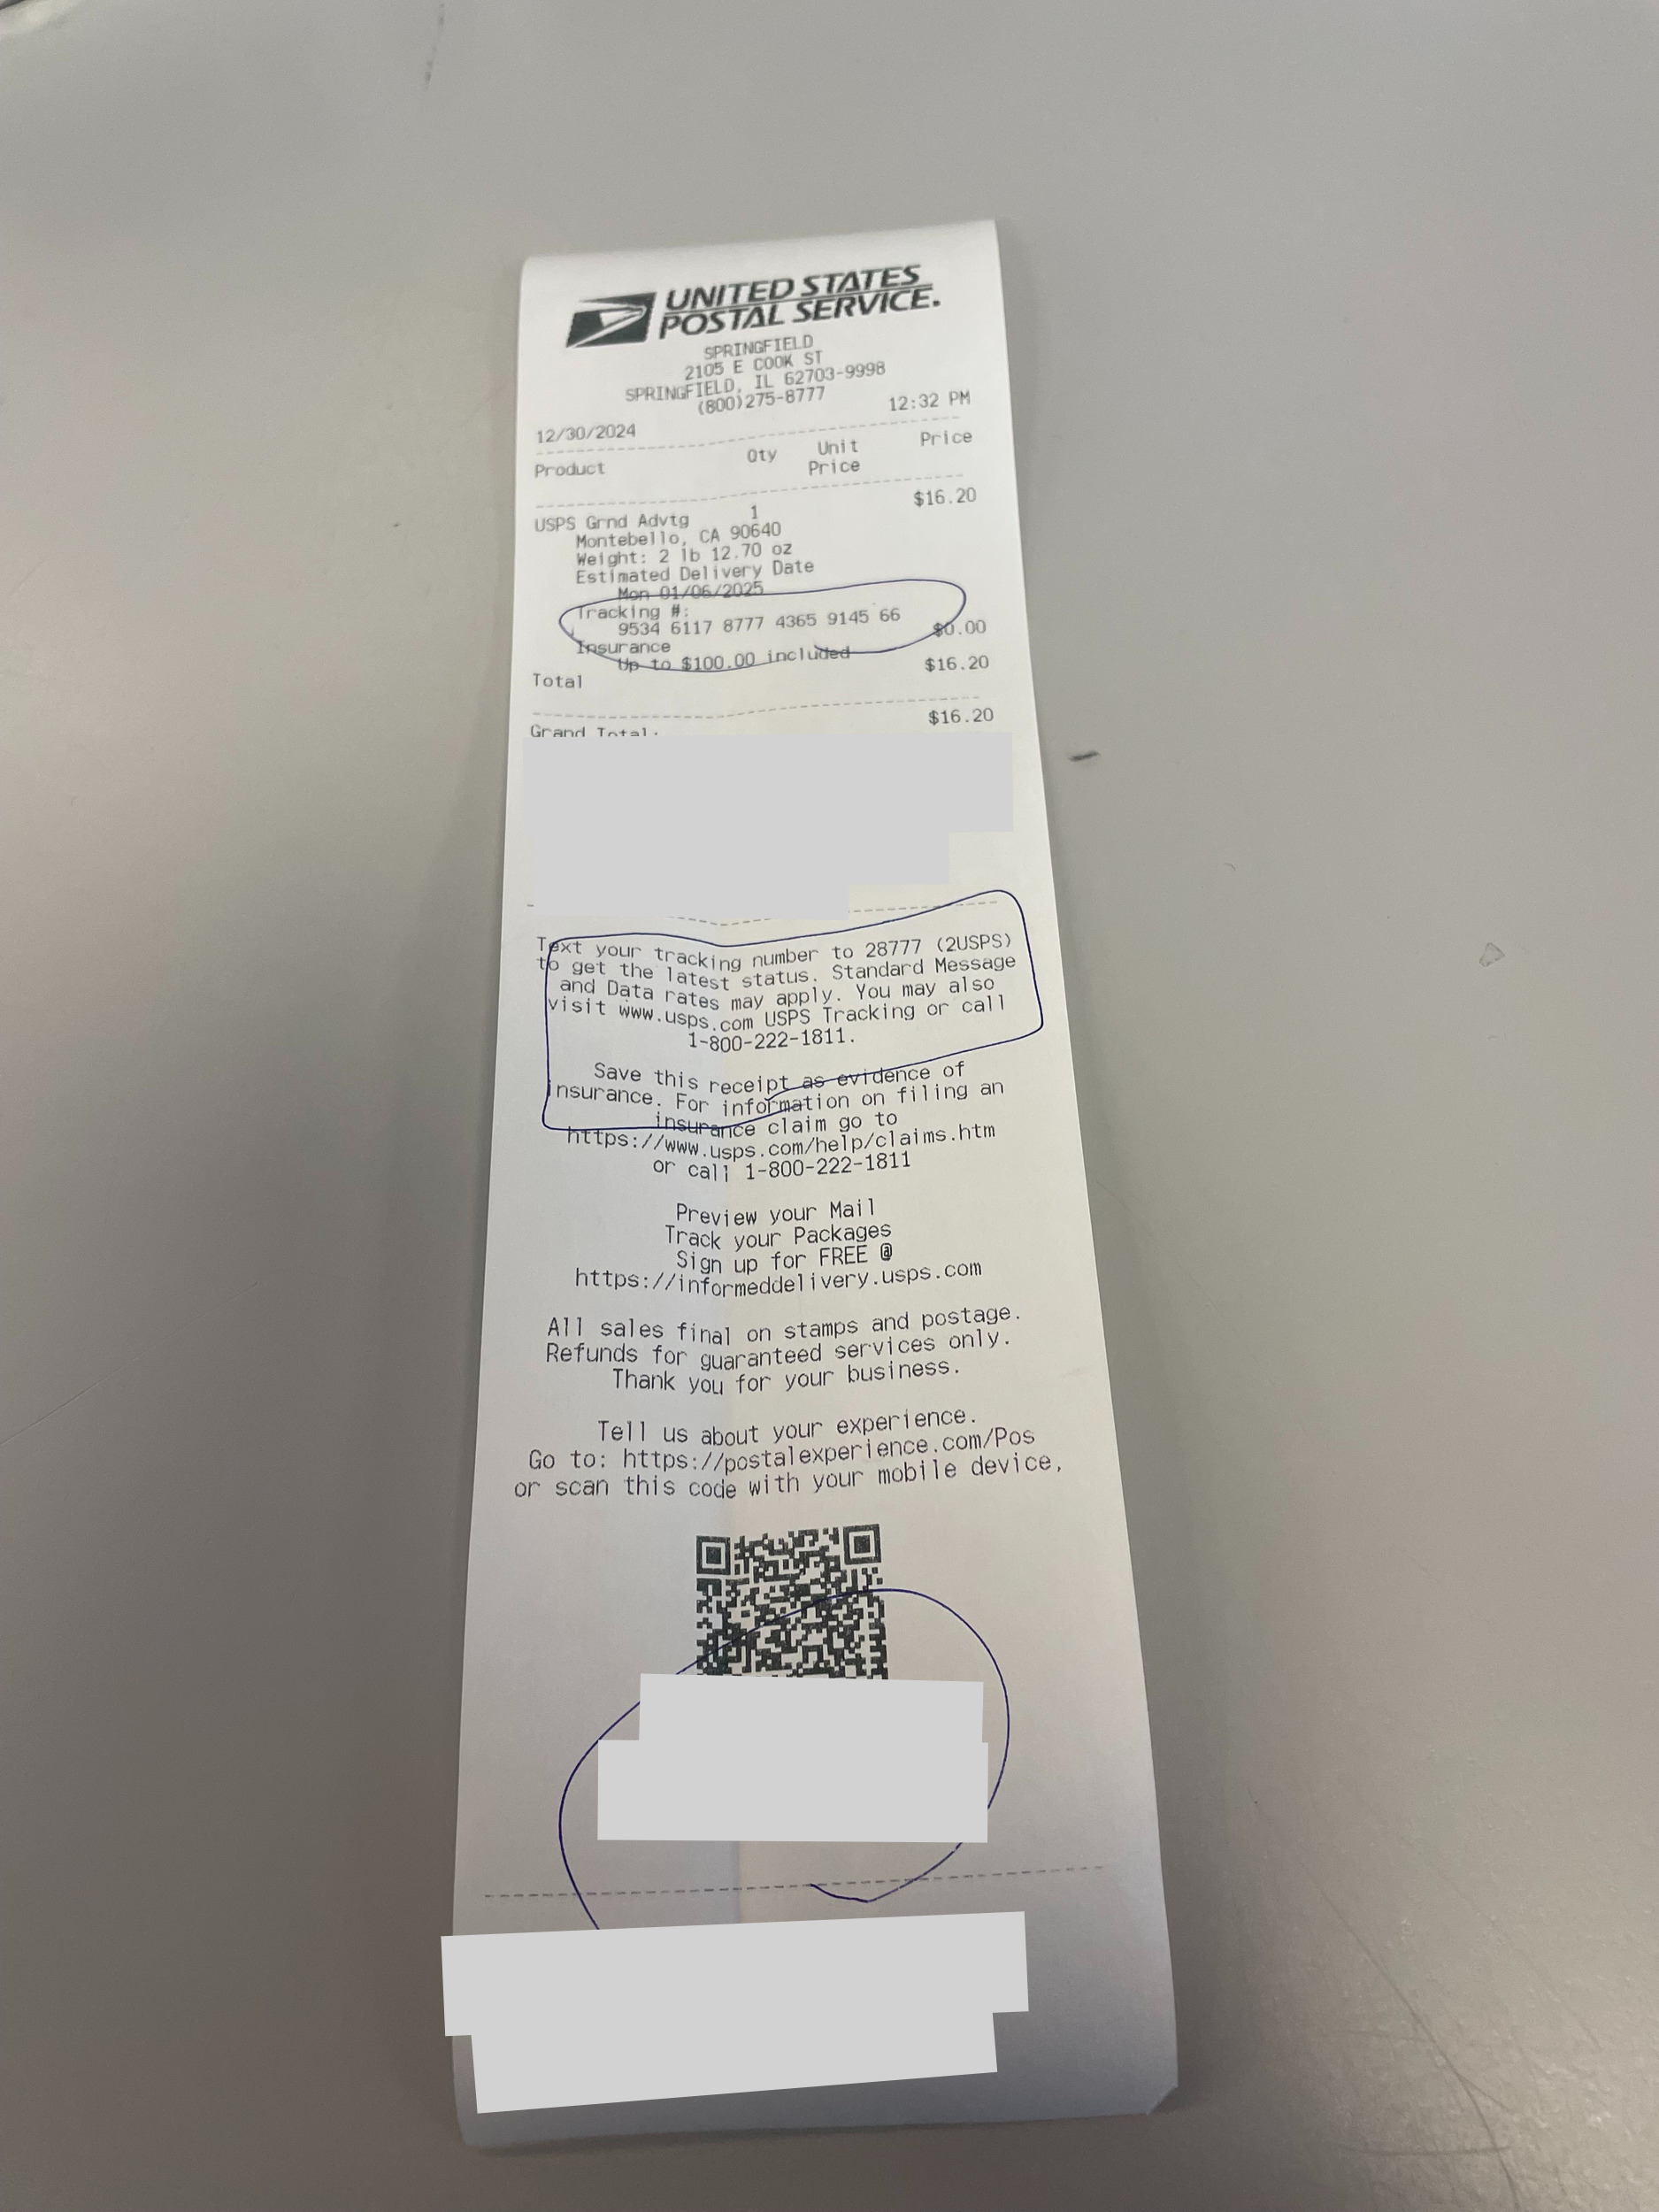 UNITED STATES
POSTAL SERVICE.
SPRINGFIELD
2105 E COOK ST
SPRINGFIELD, IL 62703-9998
(800)275-8777
12/30/2024 12:32 PM
Product Qty Unit Price
Price
USPS Grnd Advtg 1 $16.20
Montebello, CA 90640
Weight: 2 lb 12.70 oz
Estimated Delivery Date
Mon 01/06/2025
Tracking #:
9534 6117 8777 4365 9145 66
Insurance $0.00
Up to $100.00 included
Total $16.20
Grand Total: $16.20
Text your tracking number to 28777 (2USPS)
to get the latest status. Standard Message
and Data rates may apply. You may also
visit www.usps.com USPS Tracking or call
1-800-222-1811.
Save this receipt as evidence of
insurance. For information on filing an
insurance claim go to
https://www.usps.com/help/claims.htm
or call 1-800-222-1811
Preview your Mail
Track your Packages
Sign up for FREE @
https://informeddelivery.usps.com
All sales final on stamps and postage.
Refunds for guaranteed services only.
Thank you for your business.
Tell us about your experience.
Go to: https://postalexperience.com/Pos
or scan this code with your mobile device,